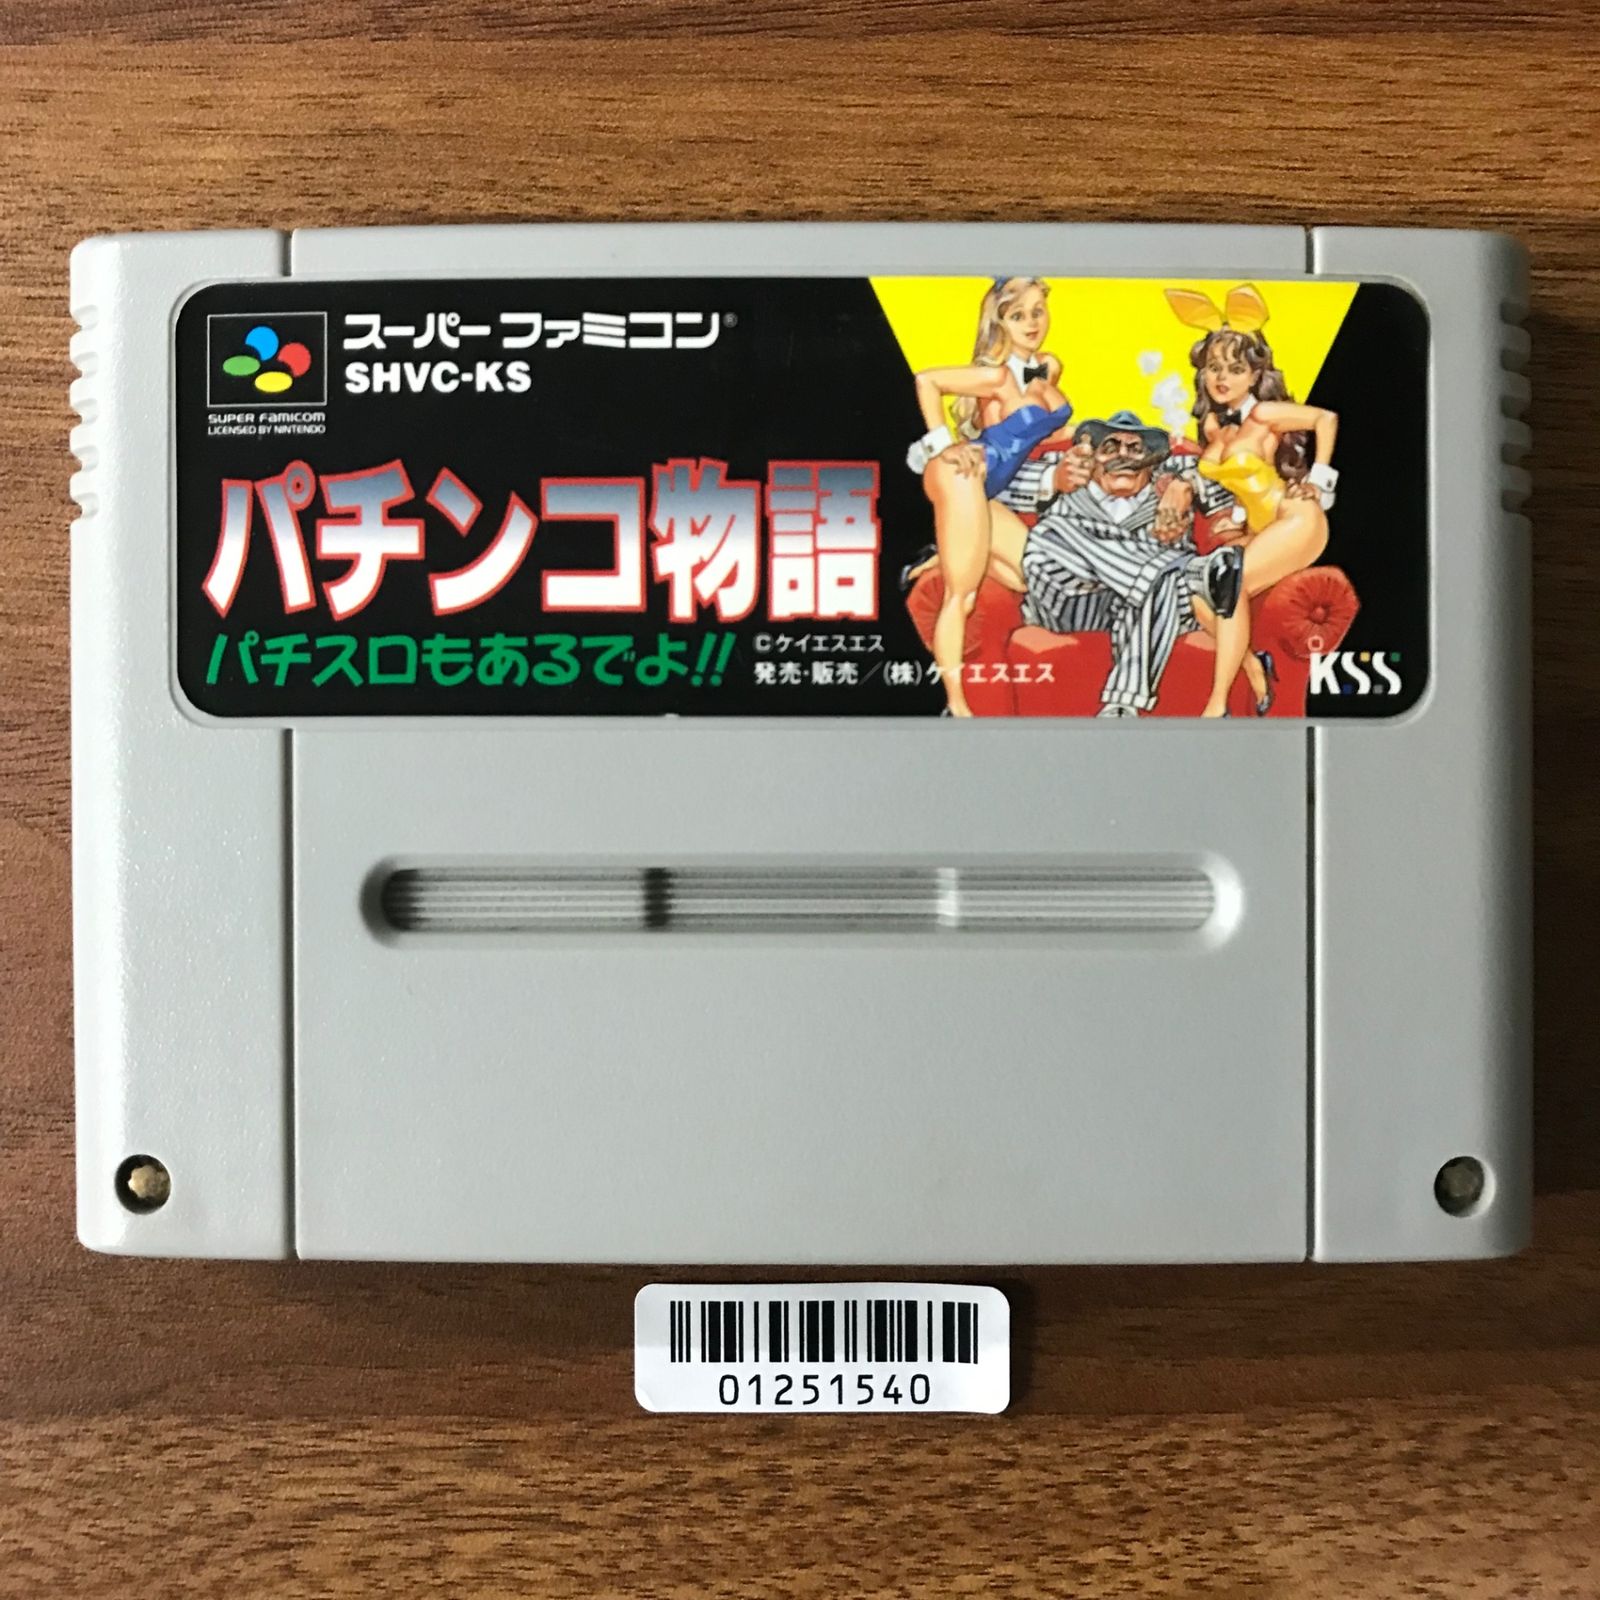 スーパーファミコン®
SHVC-KS
SUPER FAMICOM
LICENSED BY NINTENDO
パチンコ物語
パチスロもあるでよ!!
©ケイエスエス
発売・販売／(株)ケイエスエス
KSS
01251540